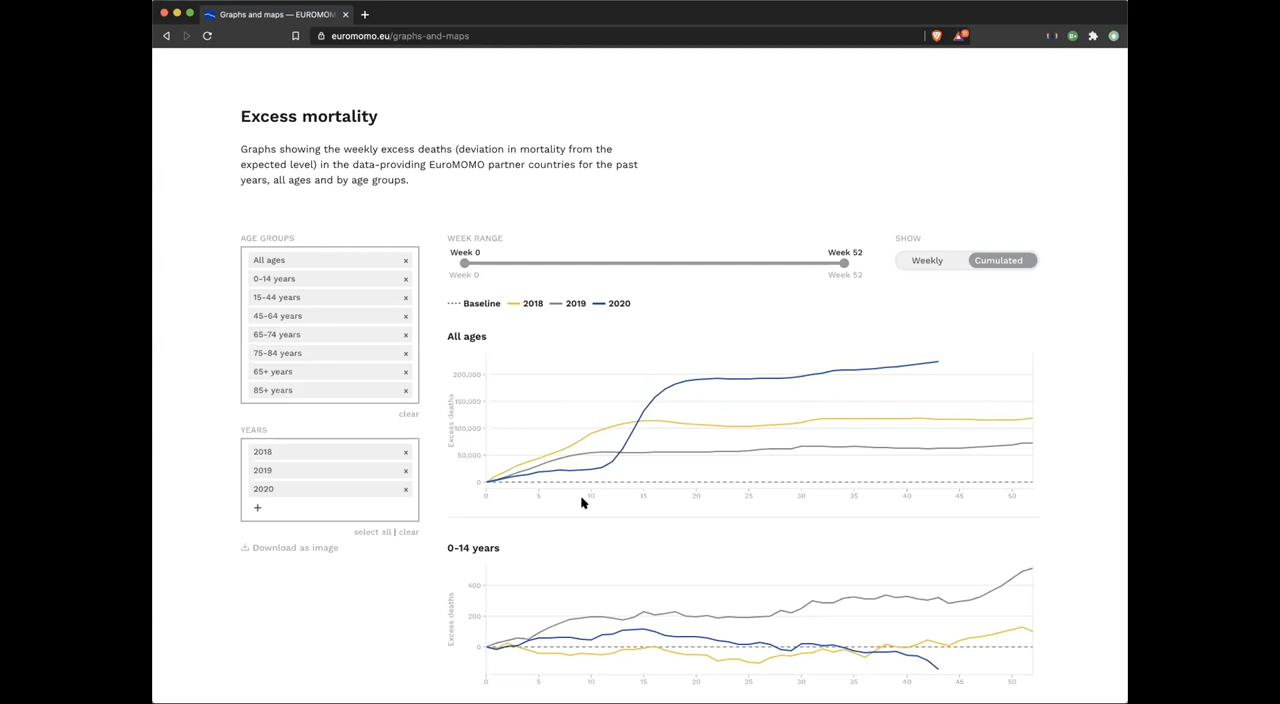 Graphs and maps — EUROMOM
euromomo.eu/graphs-and-maps
Excess mortality
Graphs showing the weekly excess deaths (deviation in mortality from the
expected level) in the data-providing EuroMOMO partner countries for the past
years, all ages and by age groups.
AGE GROUPS
All ages x
0-14 years x
15-44 years x
45-64 years x
65-74 years x
75-84 years x
65+ years x
85+ years x
clear
YEARS
2018 x
2019 x
2020 x
+
select all | clear
Download as image
WEEK RANGE
Week 0 Week 52
Week 0 Week 52
SHOW
Weekly Cumulated
Baseline 2018 2019 2020
All ages
Excess deaths
200,000
150,000
100,000
50,000
0
0 5 10 15 20 25 30 35 40 45 50
0-14 years
Excess deaths
400
200
0
0 5 10 15 20 25 30 35 40 45 50